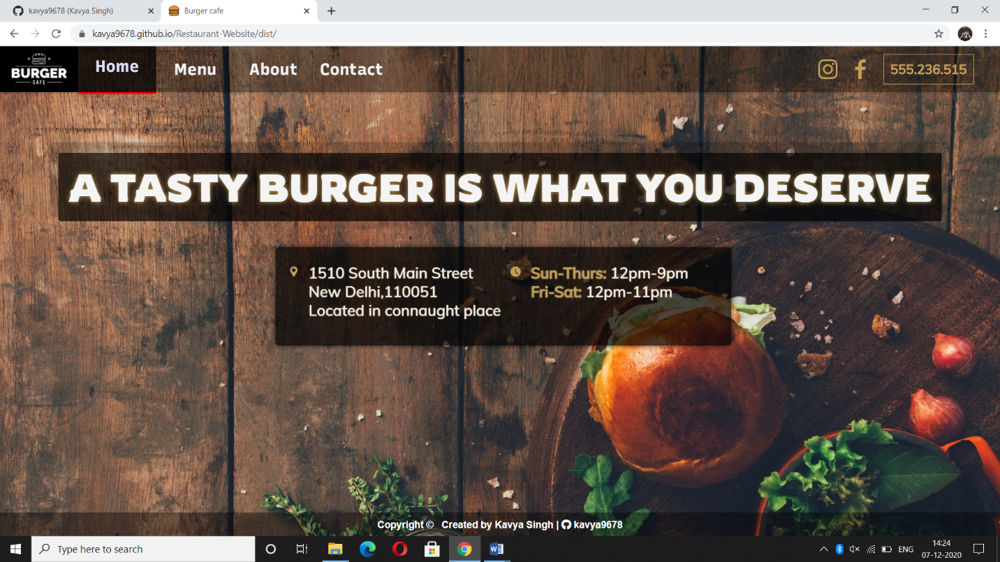 kavya9678 (Kavya Singh)
Burger cafe
kavya9678.github.io/Restaurant-Website/dist/
BURGER
CAFE
Home
Menu
About
Contact
555.236.515
A TASTY BURGER IS WHAT YOU DESERVE
1510 South Main Street
New Delhi,110051
Located in connaught place
Sun-Thurs: 12pm-9pm
Fri-Sat: 12pm-11pm
Copyright © Created by Kavya Singh | kavya9678
Type here to search
ENG
14:24
07-12-2020